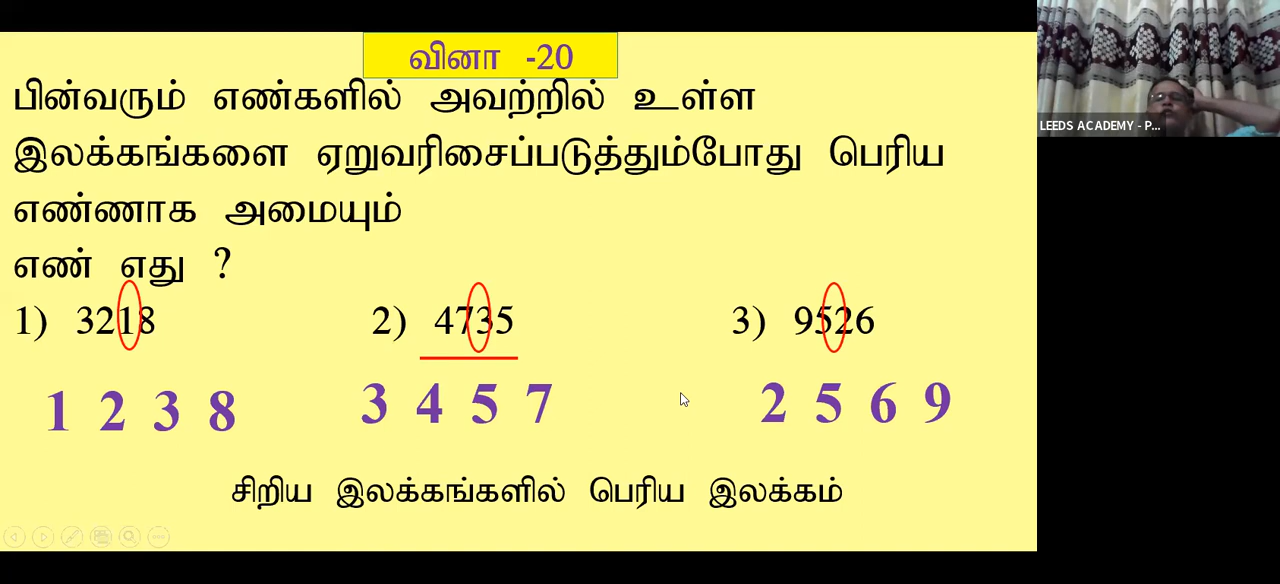 வினா -20
பின்வரும் எண்களில் அவற்றில் உள்ள
இலக்கங்களை ஏறுவரிசைப்படுத்தும்போது பெரிய
எண்ணாக அமையும்
எண் எது ?
1) 3218 2) 4735 3) 9526
1 2 3 8 3 4 5 7 2 5 6 9
சிறிய இலக்கங்களில் பெரிய இலக்கம்
LEEDS ACADEMY - P...